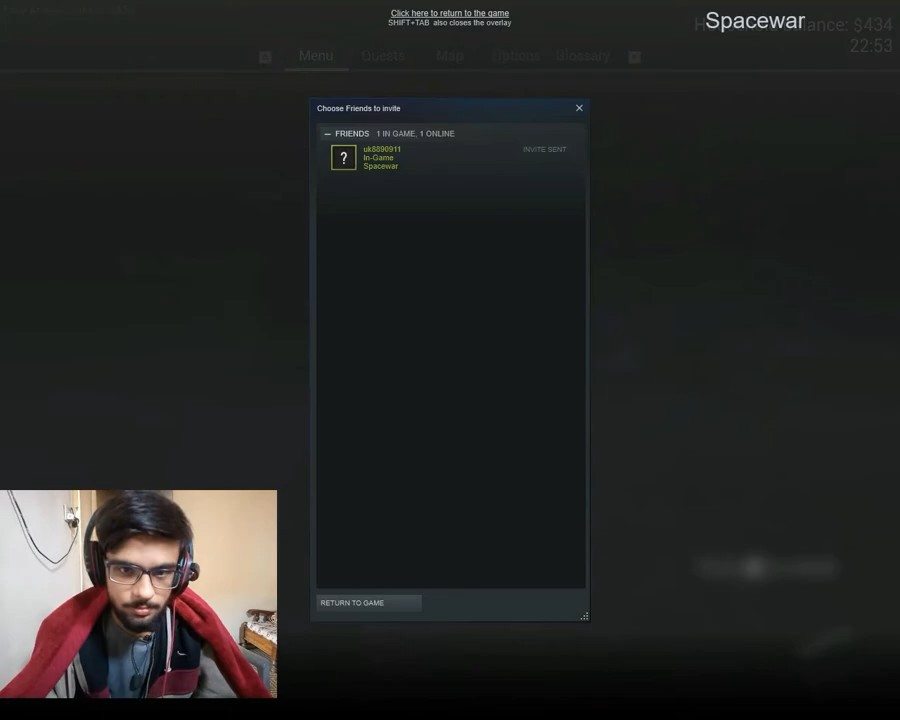 Click here to return to the game
SHIFT+TAB also closes the overlay
Spacewar
$434
22:53
Menu
Quests
Map
Options
Glossary
Choose Friends to invite
FRIENDS 1 IN GAME, 1 ONLINE
uk8890911
INVITE SENT
In-Game
Spacewar
?
RETURN TO GAME